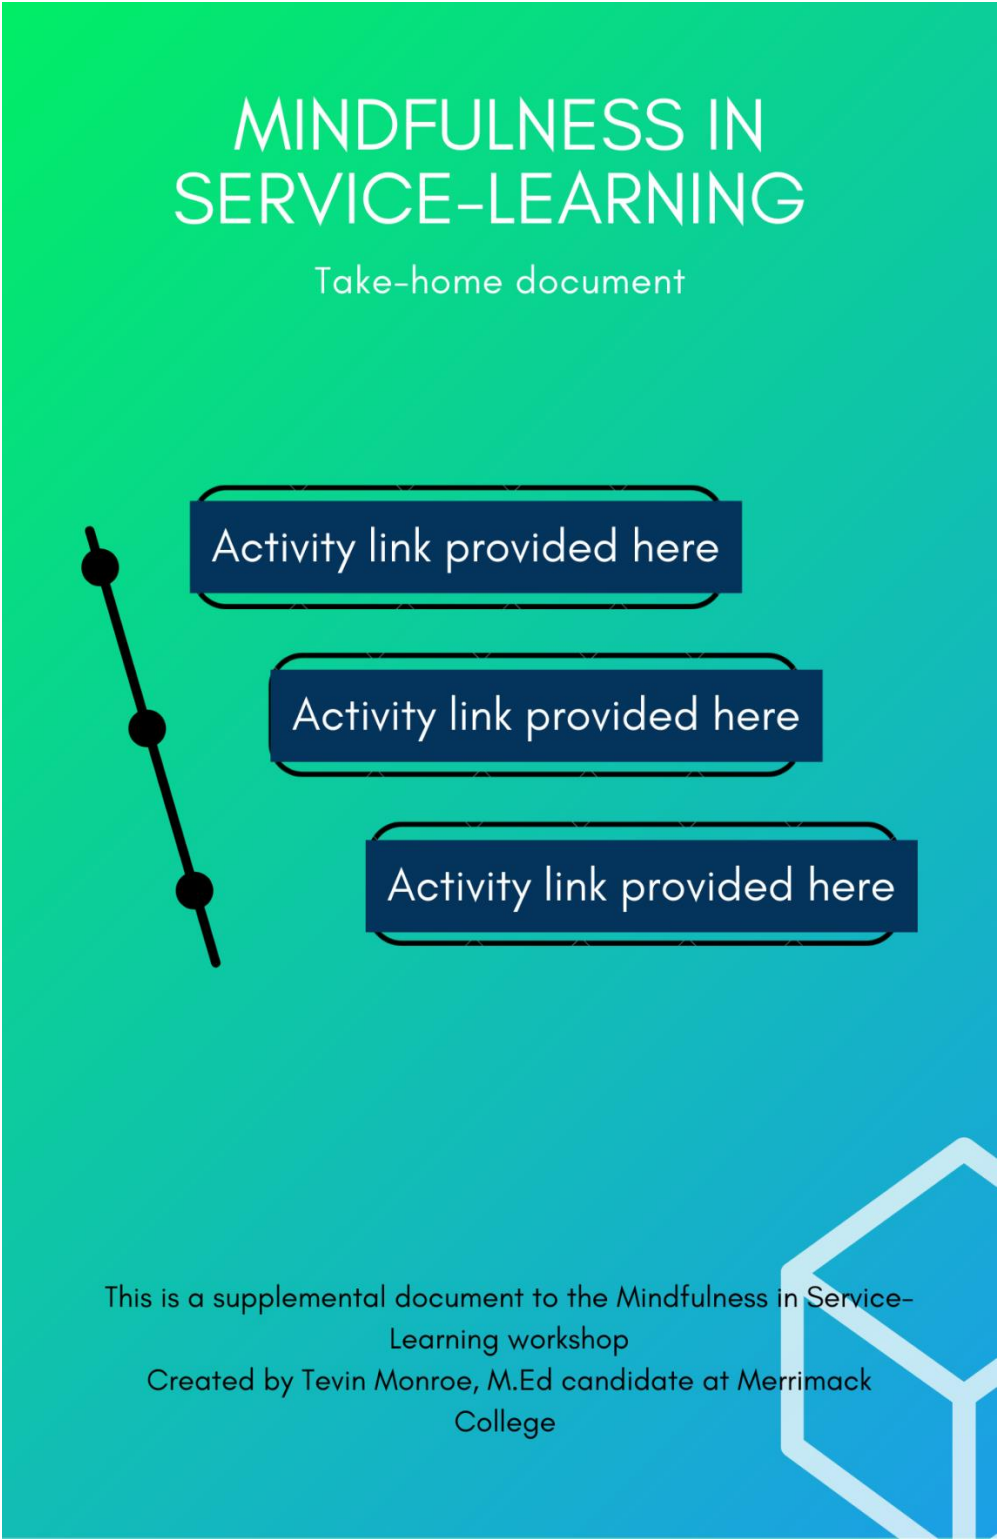 MINDFULNESS IN
SERVICE-LEARNING
Take-home document
Activity link provided here
Activity link provided here
Activity link provided here
This is a supplemental document to the Mindfulness in Service-
Learning workshop
Created by Tevin Monroe, M.Ed candidate at Merrimack
College